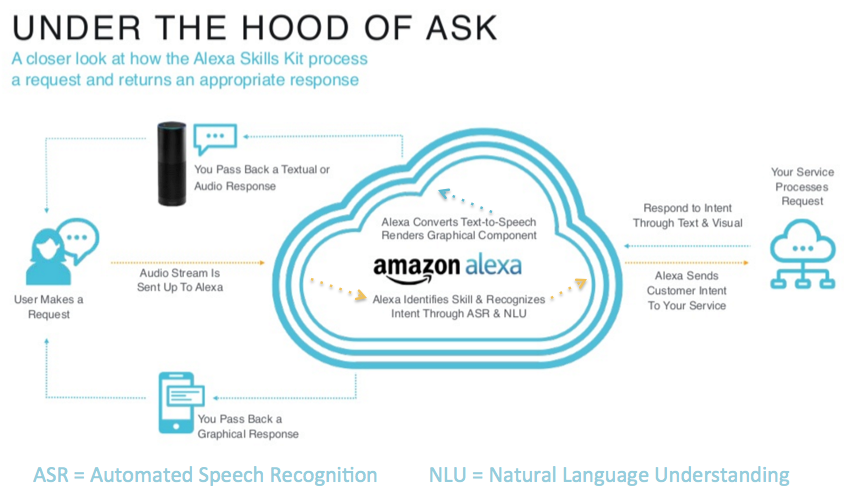 UNDER THE HOOD OF ASK
A closer look at how the Alexa Skills Kit process
a request and returns an appropriate response
You Pass Back a Textual or
Audio Response
Your Service
Processes
Request
Alexa Converts Text-to-Speech
Renders Graphical Component
Respond to Intent
Through Text & Visual
amazon alexa
Audio Stream Is
Sent Up To Alexa
User Makes a
Request
Alexa Identifies Skill & Recognizes
Intent Through ASR & NLU
Alexa Sends
Customer Intent
To Your Service
You Pass Back a
Graphical Response
ASR = Automated Speech Recognition
NLU = Natural Language Understanding